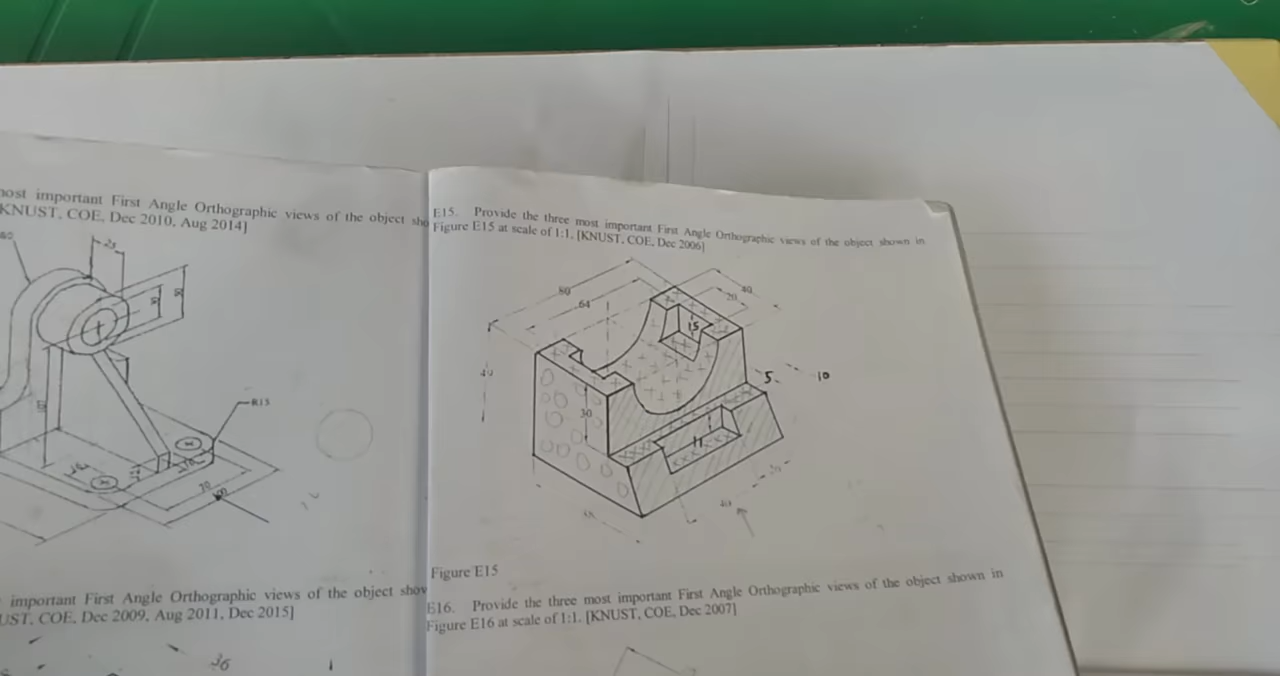 most important First Angle Orthographic views of the object sho
KNUST, COE, Dec 2010, Aug 2014]
R15
70
important First Angle Orthographic views of the object shov
UST, COE, Dec 2009, Aug 2011, Dec 2015]
36
E15. Provide the three most important First Angle Orthographic views of the object shown in
Figure E15 at scale of 1:1. [KNUST, COE, Dec 2006]
80
64
40
20
15
5
10
30
11
40
Figure E15
E16. Provide the three most important First Angle Orthographic views of the object shown in
Figure E16 at scale of 1:1. [KNUST, COE, Dec 2007]